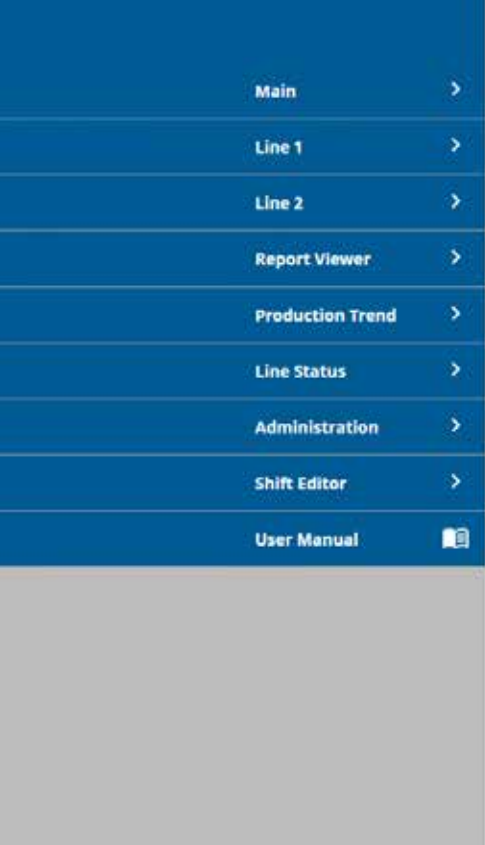 Main
Line 1
Line 2
Report Viewer
Production Trend
Line Status
Administration
Shift Editor
User Manual